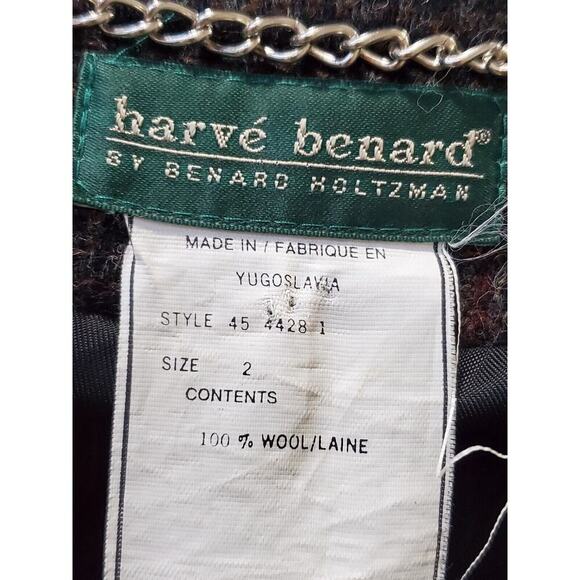 harvé benard®
BY BENARD HOLTZMAN
MADE IN / FABRIQUE EN
YUGOSLAVIA
STYLE 45 4428 1
SIZE 2
CONTENTS
100 % WOOL/LAINE